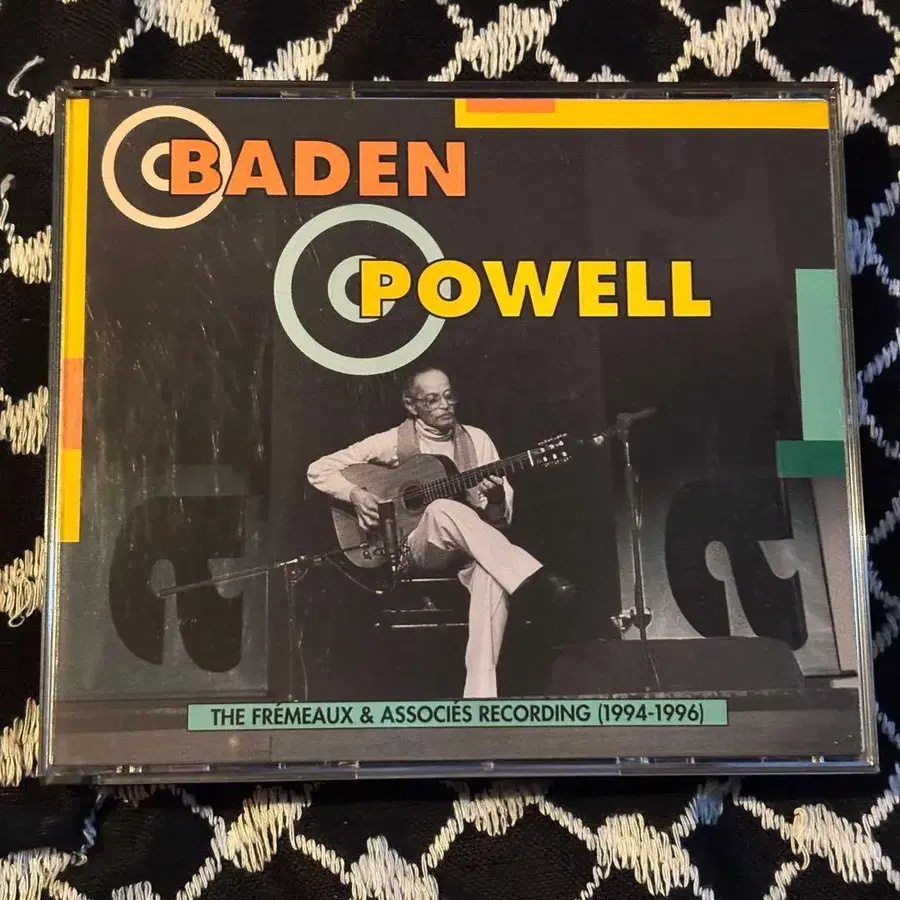 BADEN
POWELL
THE FRÉMEAUX & ASSOCIÉS RECORDING (1994-1996)